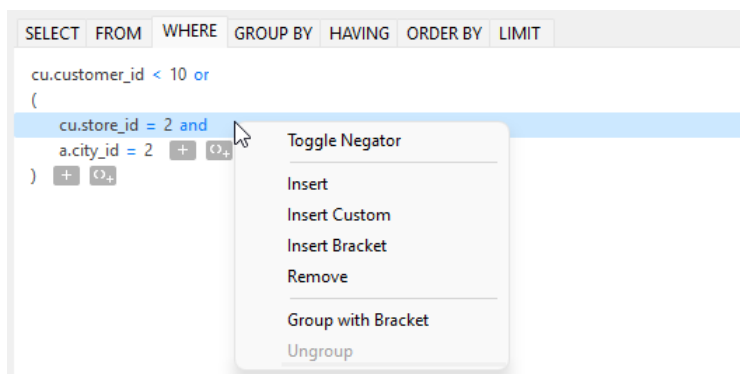 SELECT FROM WHERE GROUP BY HAVING ORDER BY LIMIT
cu.customer_id < 10 or
(
cu.store_id = 2 and
a.city_id = 2 + ()+
) + ()+
Toggle Negator
Insert
Insert Custom
Insert Bracket
Remove
Group with Bracket
Ungroup